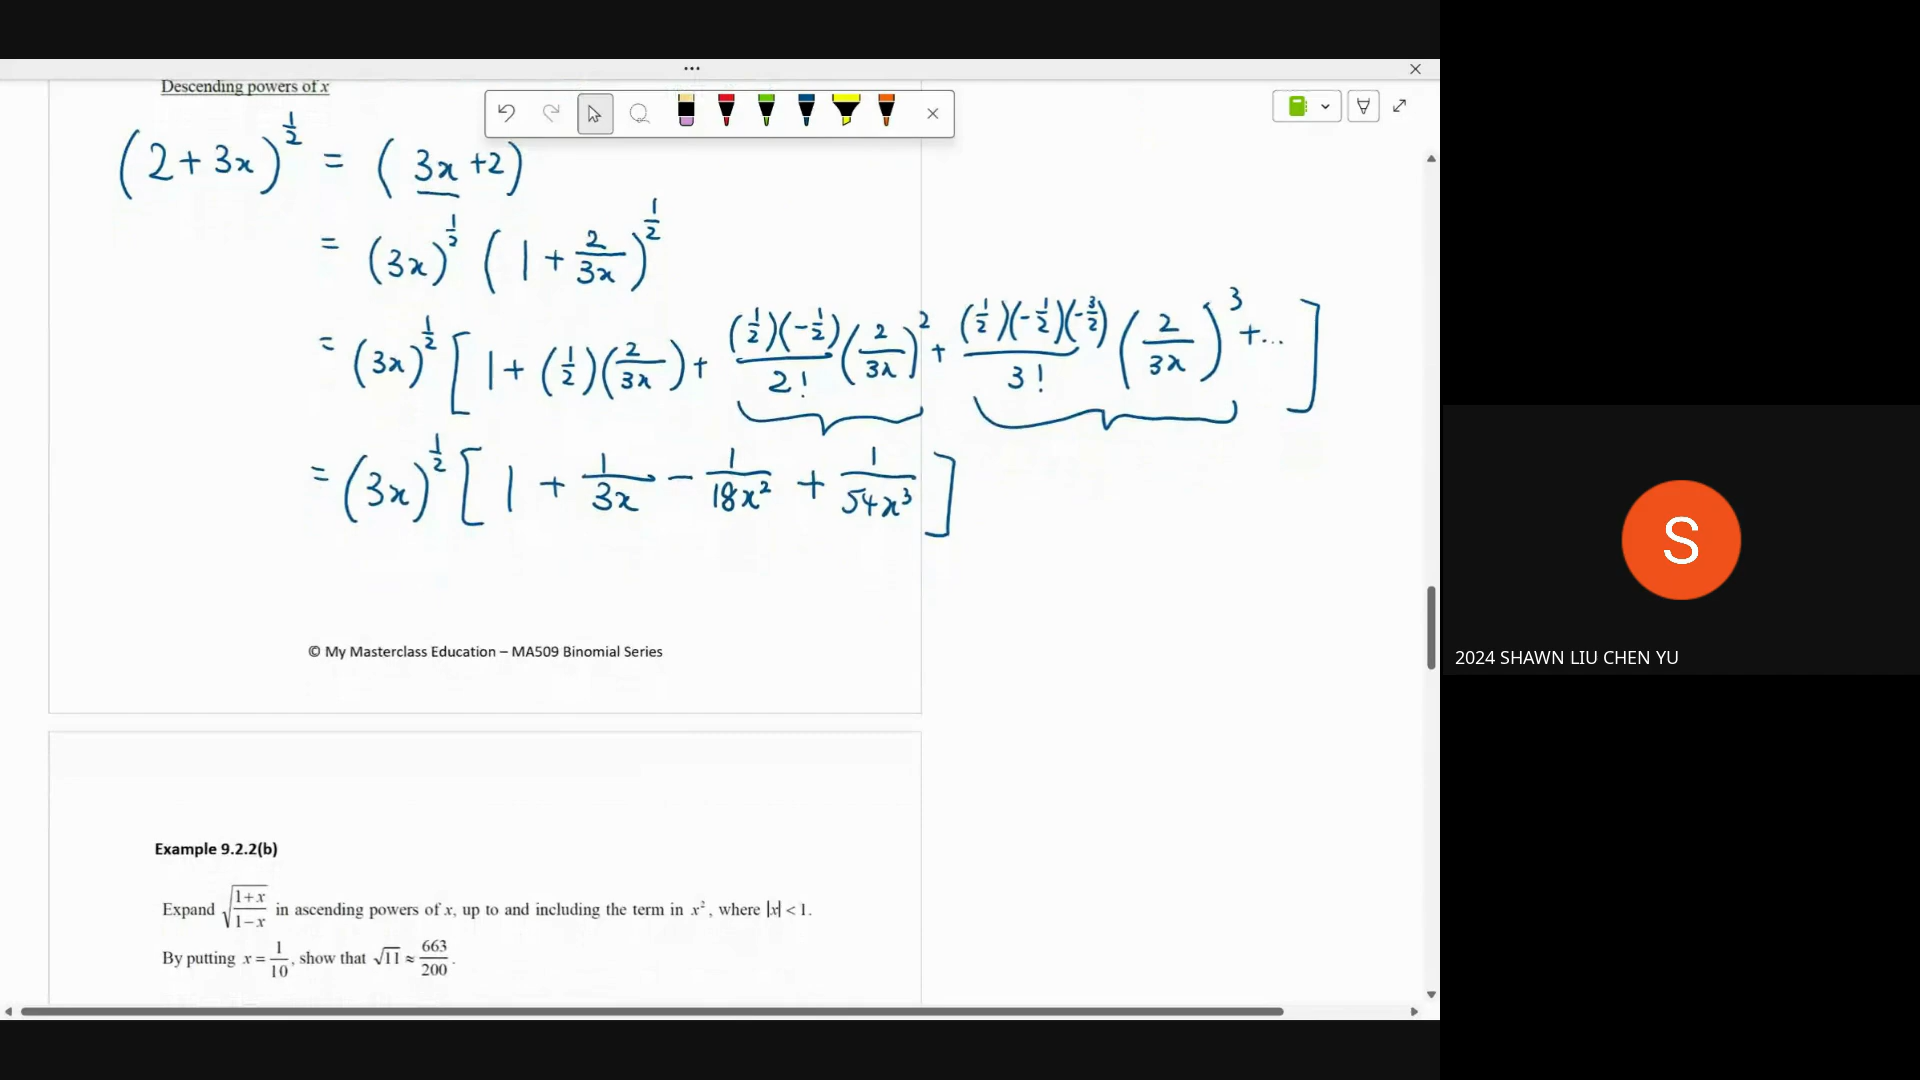 Descending powers of x
(2+3x)^{1/2} = (3x+2)
= (3x)^{1/2} (1 + 2/3x)^{1/2}
= (3x)^{1/2} [1 + (1/2)(2/3x) + (1/2)(-1/2)/2! (2/3x)^2 + (1/2)(-1/2)(-3/2)/3! (2/3x)^3 + ... ]
= (3x)^{1/2} [1 + 1/3x - 1/18x^2 + 1/54x^3]
© My Masterclass Education – MA509 Binomial Series
Example 9.2.2(b)
Expand √((1+x)/(1−x)) in ascending powers of x, up to and including the term in x², where |x| < 1.
By putting x = 1/10, show that √11 ≈ 663/200.
S
2024 SHAWN LIU CHEN YU